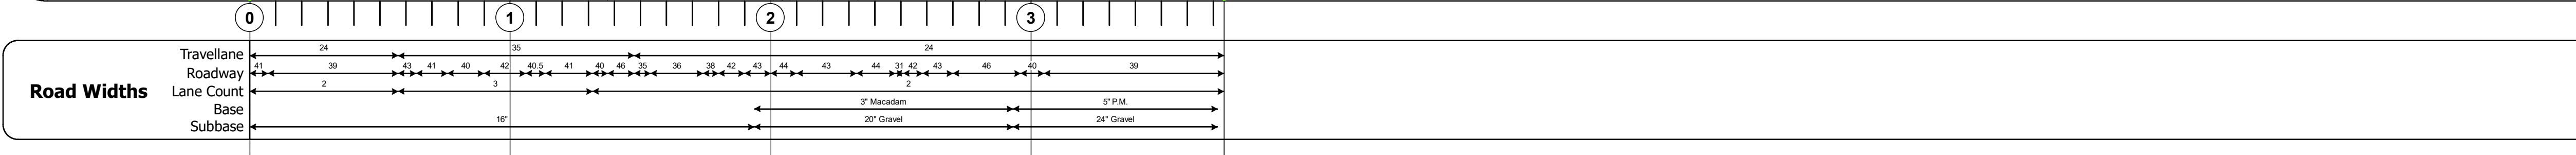 0 1 2 3
Travellane 24 35 24
Roadway 41 39 43 41 40 42 40.5 41 40 46 35 36 38 42 43 44 43 44 31 42 43 46 40 39
Road Widths
Lane Count 2 3 2
Base 3" Macadam 5" P.M.
Subbase 16" 20" Gravel 24" Gravel